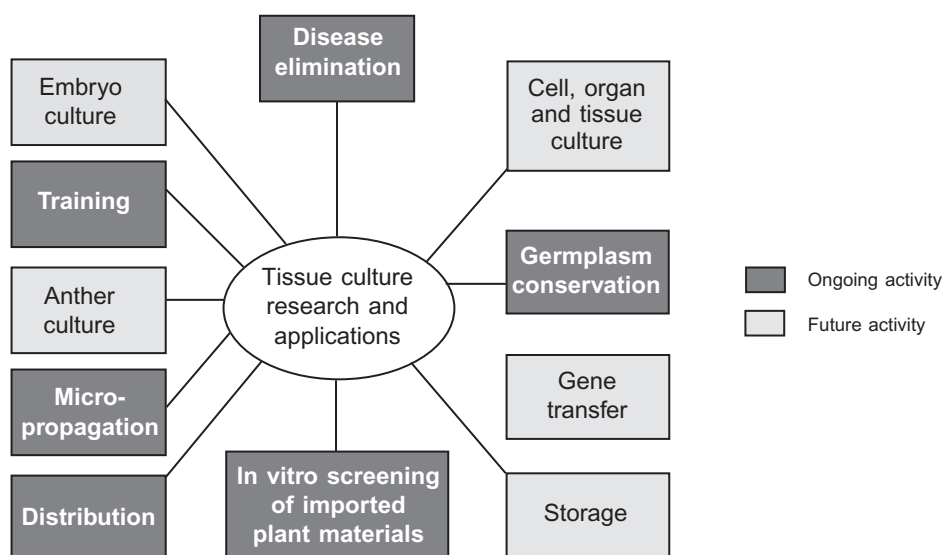 Disease
elimination
Embryo
culture
Cell, organ
and tissue
culture
Training
Germplasm
conservation
Tissue culture
research and
applications
Anther
culture
Ongoing activity
Future activity
Micro-
propagation
Gene
transfer
Distribution
In vitro screening
of imported
plant materials
Storage